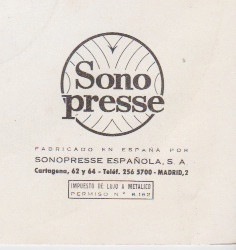 Sono
presse
FABRICADO EN ESPAÑA POR
SONOPRESSE ESPAÑOLA, S. A
Cartagena, 62 y 64 - Teléf. 256 5700 - MADRID, 2
IMPUESTO DE LUJO A METALICO
PERMISO N.º